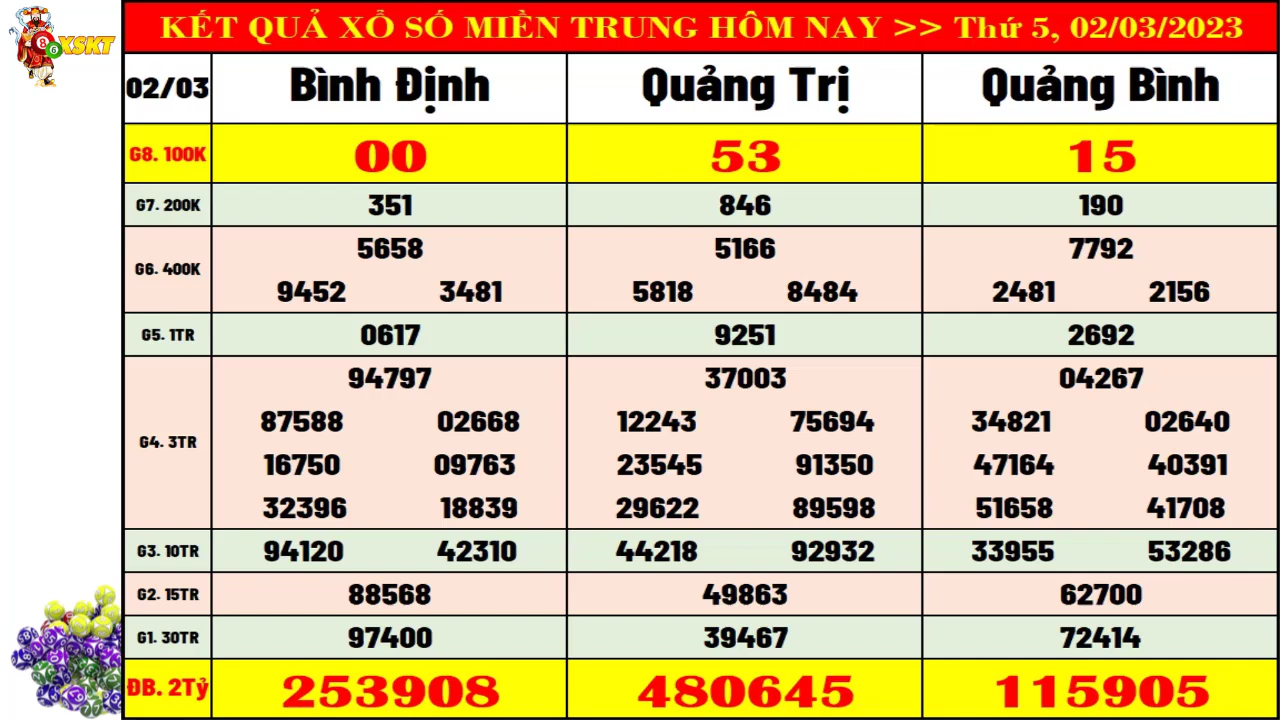 XSKT
KẾT QUẢ XỔ SỐ MIỀN TRUNG HÔM NAY >> Thứ 5, 02/03/2023
02/03 Bình Định Quảng Trị Quảng Bình
G8. 100K 00 53 15
G7. 200K 351 846 190
5658 5166 7792
G6. 400K
9452 3481 5818 8484 2481 2156
G5. 1TR 0617 9251 2692
94797 37003 04267
87588 02668 12243 75694 34821 02640
G4. 3TR
16750 09763 23545 91350 47164 40391
32396 18839 29622 89598 51658 41708
G3. 10TR 94120 42310 44218 92932 33955 53286
G2. 15TR 88568 49863 62700
G1. 30TR 97400 39467 72414
ĐB. 2Tỷ 253908 480645 115905